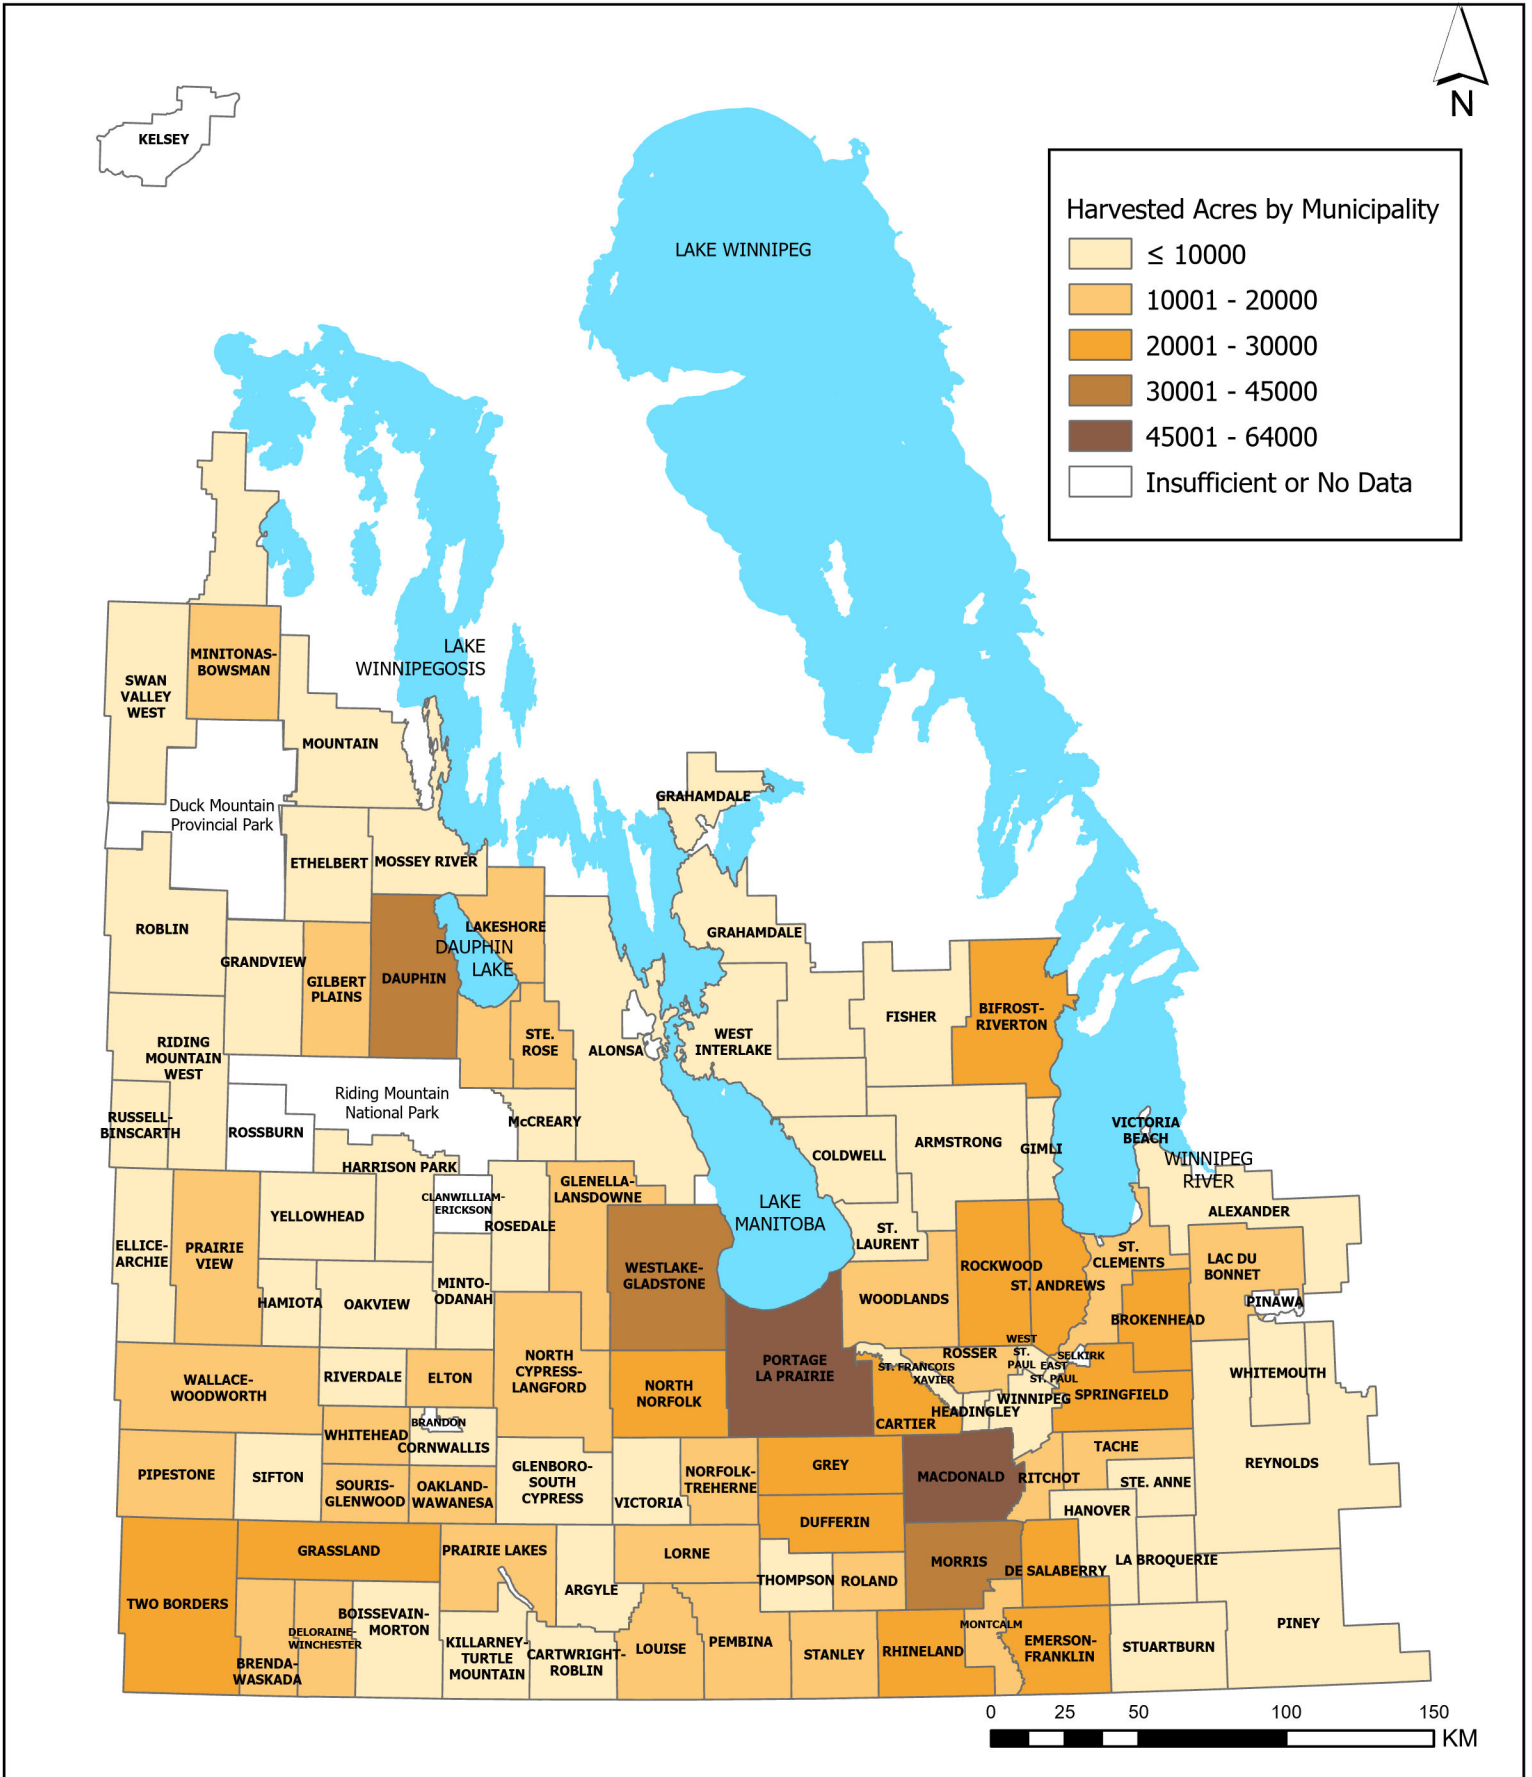 N
KELSEY
Harvested Acres by Municipality
≤ 10000
10001 - 20000
20001 - 30000
30001 - 45000
45001 - 64000
Insufficient or No Data
LAKE WINNIPEG
LAKE
WINNIPEGOSIS
MINITONAS-
BOWSMAN
SWAN
VALLEY
WEST
MOUNTAIN
Duck Mountain
Provincial Park
GRAHAMDALE
ETHELBERT
MOSSEY RIVER
ROBLIN
LAKESHORE
GRAHAMDALE
DAUPHIN
LAKE
GRANDVIEW
GILBERT
PLAINS
DAUPHIN
FISHER
BIFROST-
RIVERTON
STE.
ROSE
ALONSA
WEST
INTERLAKE
RIDING
MOUNTAIN
WEST
Riding Mountain
National Park
RUSSELL-
BINSCARTH
ROSSBURN
McCREARY
VICTORIA
BEACH
ARMSTRONG
GIMLI
COLDWELL
WINNIPEG
RIVER
HARRISON PARK
CLANWILLIAM-
ERICKSON
GLENELLA-
LANSDOWNE
LAKE
MANITOBA
YELLOWHEAD
ROSEDALE
ALEXANDER
ST.
LAURENT
ELLICE-
ARCHIE
PRAIRIE
VIEW
ST.
CLEMENTS
LAC DU
BONNET
WESTLAKE-
GLADSTONE
ROCKWOOD
ST. ANDREWS
MINTO-
ODANAH
HAMIOTA
OAKVIEW
WOODLANDS
PINAWA
BROKENHEAD
WEST
ST.
PAUL
ROSSER
SELKIRK
EAST
ST. PAUL
ST. FRANCOIS
XAVIER
NORTH
CYPRESS-
LANGFORD
PORTAGE
LA PRAIRIE
WHITEMOUTH
WALLACE-
WOODWORTH
RIVERDALE
ELTON
NORTH
NORFOLK
WINNIPEG
SPRINGFIELD
HEADINGLEY
CARTIER
BRANDON
WHITEHEAD
CORNWALLIS
TACHE
PIPESTONE
SIFTON
GLENBORO-
SOUTH
CYPRESS
GREY
MACDONALD
RITCHOT
REYNOLDS
SOURIS-
GLENWOOD
OAKLAND-
WAWANESA
VICTORIA
NORFOLK-
TREHERNE
STE. ANNE
HANOVER
DUFFERIN
GRASSLAND
PRAIRIE LAKES
LORNE
MORRIS
DE SALABERRY
LA BROQUERIE
ARGYLE
THOMPSON
ROLAND
TWO BORDERS
BOISSEVAIN-
MORTON
DELORAINE-
WINCHESTER
BRENDA-
WASKADA
KILLARNEY-
TURTLE
MOUNTAIN
CARTWRIGHT-
ROBLIN
LOUISE
PEMBINA
STANLEY
RHINELAND
MONTCALM
EMERSON-
FRANKLIN
STUARTBURN
PINEY
0 25 50 100 150
KM